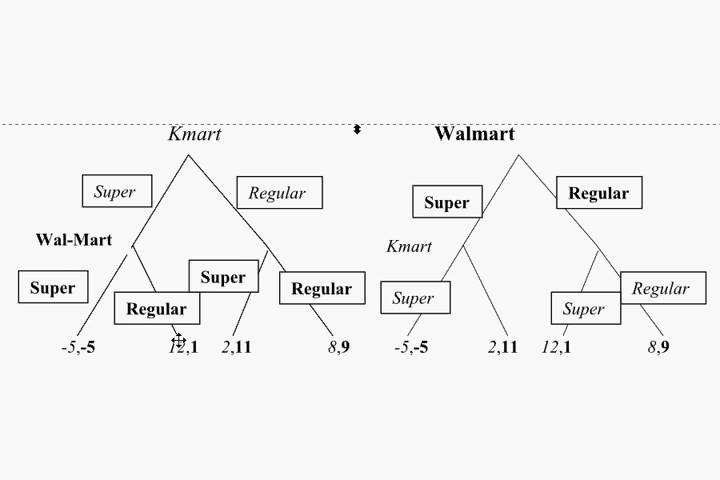 Kmart
Walmart
Super
Regular
Super
Regular
Wal-Mart
Kmart
Super
Super
Regular
Regular
Super
Super
Regular
-5,-5
12,1
2,11
8,9
-5,-5
2,11
12,1
8,9